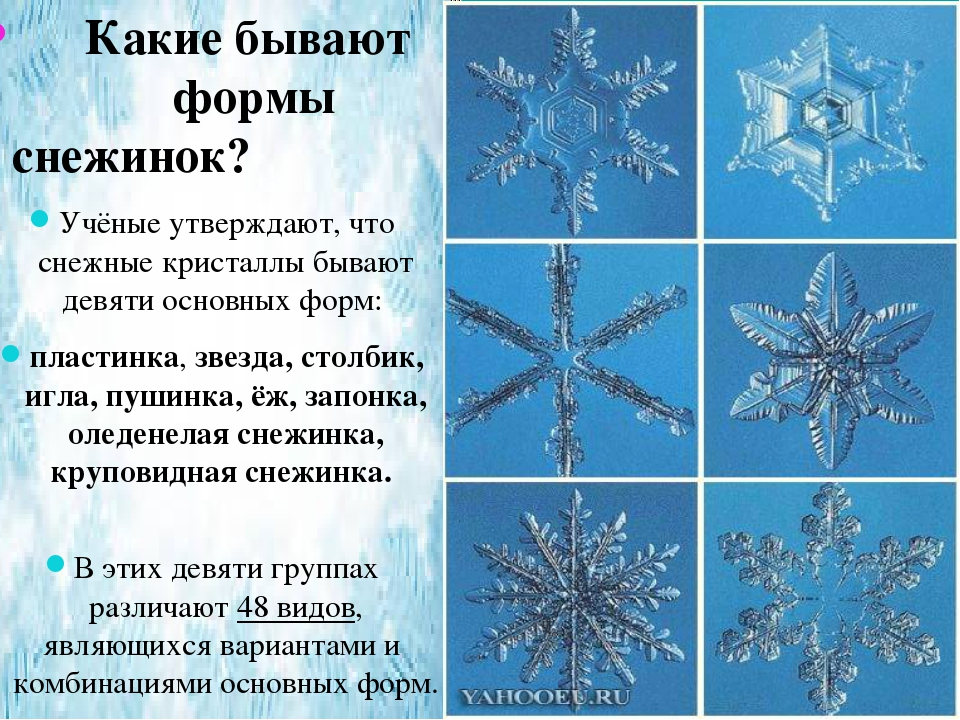 Какие бывают
формы
снежинок?
Учёные утверждают, что
снежные кристаллы бывают
девяти основных форм:
пластинка, звезда, столбик,
игла, пушинка, ёж, запонка,
оледенелая снежинка,
круповидная снежинка.
В этих девяти группах
различают 48 видов,
являющихся вариантами и
комбинациями основных форм.
YAHOOEU.RU